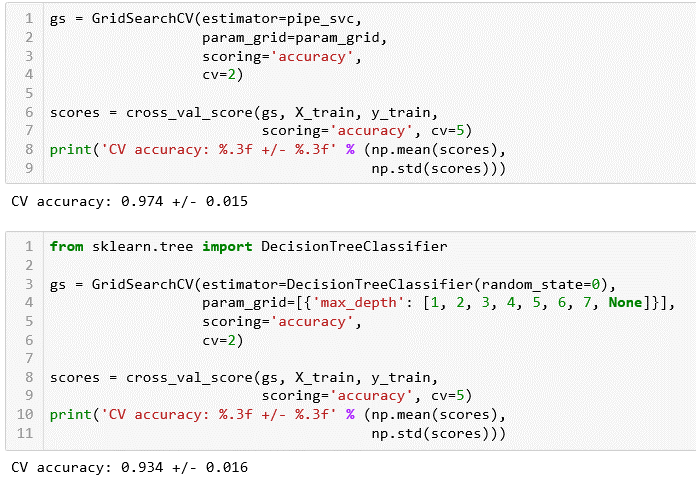 1 gs = GridSearchCV(estimator=pipe_svc,
2                   param_grid=param_grid,
3                   scoring='accuracy',
4                   cv=2)
5
6 scores = cross_val_score(gs, X_train, y_train,
7                          scoring='accuracy', cv=5)
8 print('CV accuracy: %.3f +/- %.3f' % (np.mean(scores),
9                                       np.std(scores)))
CV accuracy: 0.974 +/- 0.015
1 from sklearn.tree import DecisionTreeClassifier
2
3 gs = GridSearchCV(estimator=DecisionTreeClassifier(random_state=0),
4                   param_grid=[{'max_depth': [1, 2, 3, 4, 5, 6, 7, None]}],
5                   scoring='accuracy',
6                   cv=2)
7
8 scores = cross_val_score(gs, X_train, y_train,
9                          scoring='accuracy', cv=5)
10 print('CV accuracy: %.3f +/- %.3f' % (np.mean(scores),
11                                       np.std(scores)))
CV accuracy: 0.934 +/- 0.016